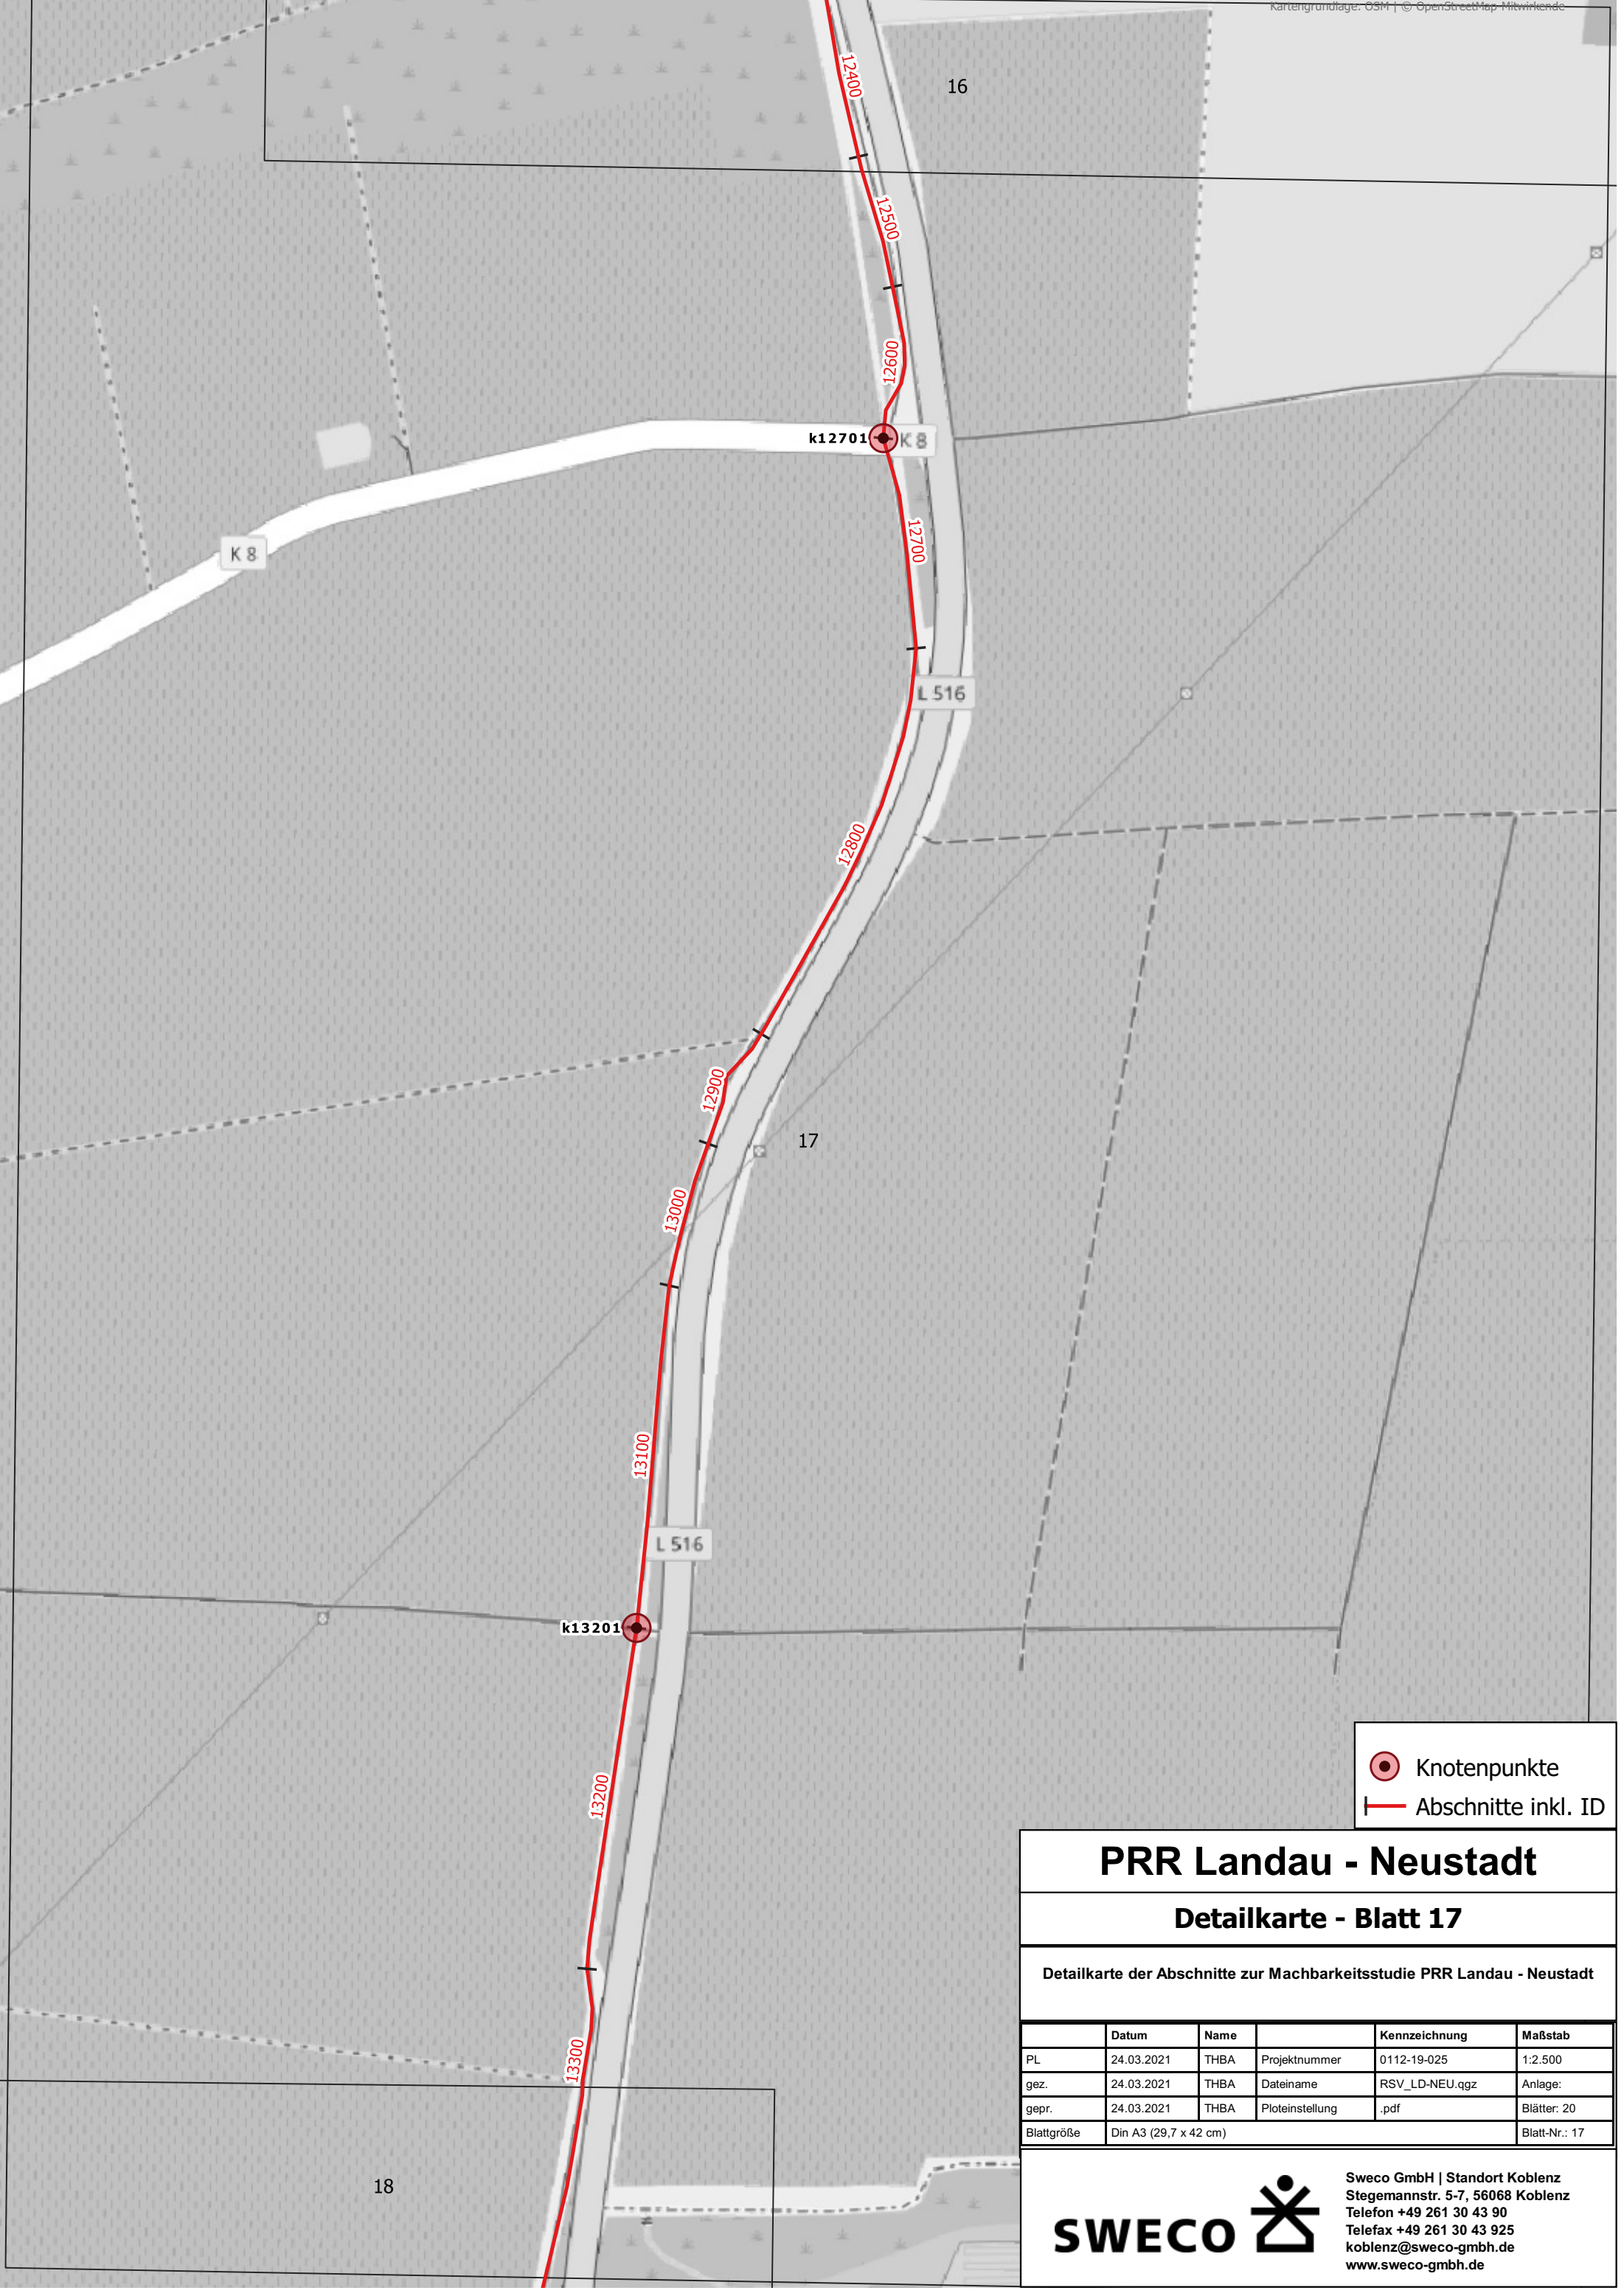 Kartengrundlage: OSM | © OpenStreetMap-Mitwirkende
16
12400
12500
12600
k12701
K 8
K 8
12700
L 516
12800
12900
17
13000
13100
L 516
k13201
13200
13300
18
Knotenpunkte
Abschnitte inkl. ID
PRR Landau - Neustadt
Detailkarte - Blatt 17
Detailkarte der Abschnitte zur Machbarkeitsstudie PRR Landau - Neustadt
Datum Name Kennzeichnung Maßstab
PL 24.03.2021 THBA Projektnummer 0112-19-025 1:2.500
gez. 24.03.2021 THBA Dateiname RSV_LD-NEU.qgz Anlage:
gepr. 24.03.2021 THBA Ploteinstellung .pdf Blätter: 20
Blattgröße Din A3 (29,7 x 42 cm) Blatt-Nr.: 17
SWECO
Sweco GmbH | Standort Koblenz
Stegemannstr. 5-7, 56068 Koblenz
Telefon +49 261 30 43 90
Telefax +49 261 30 43 925
koblenz@sweco-gmbh.de
www.sweco-gmbh.de